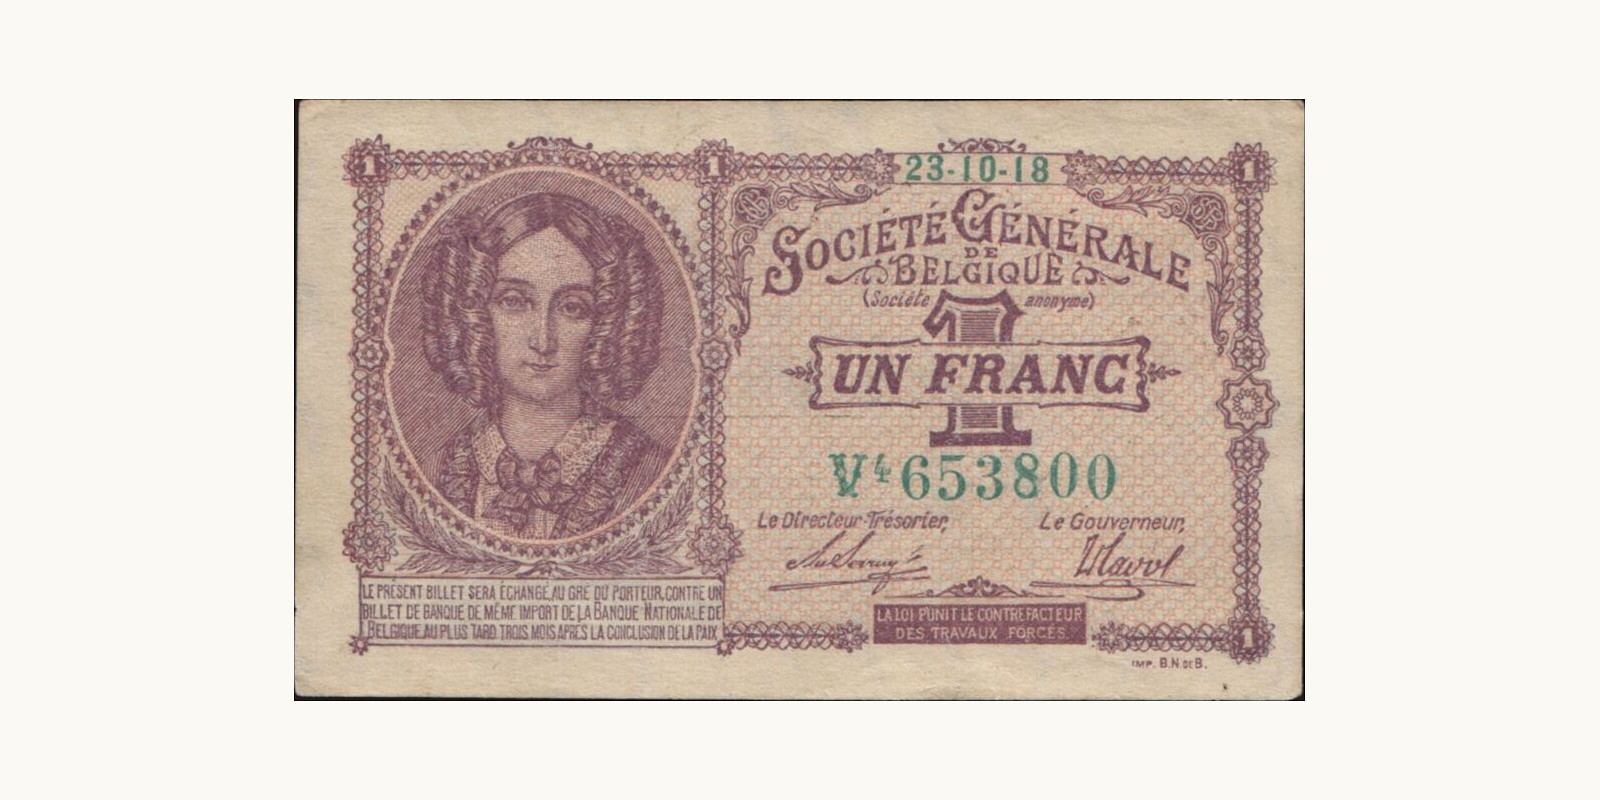 1
1
23-10-18
1
SOCIÉTÉ GÉNÉRALE
DE
BELGIQUE
(Société anonyme)
1
UN FRANC
V⁴ 653800
Le Directeur-Trésorier,
Le Gouverneur,
LE PRÉSENT BILLET SERA ÉCHANGÉ, AU GRÉ DU PORTEUR, CONTRE UN
BILLET DE BANQUE DE MÊME IMPORT DE LA BANQUE NATIONALE DE
BELGIQUE, AU PLUS TARD TROIS MOIS APRÈS LA CONCLUSION DE LA PAIX.
LA LOI PUNIT LE CONTREFACTEUR
DES TRAVAUX FORCÉS.
1
IMP. B.N. DE B.